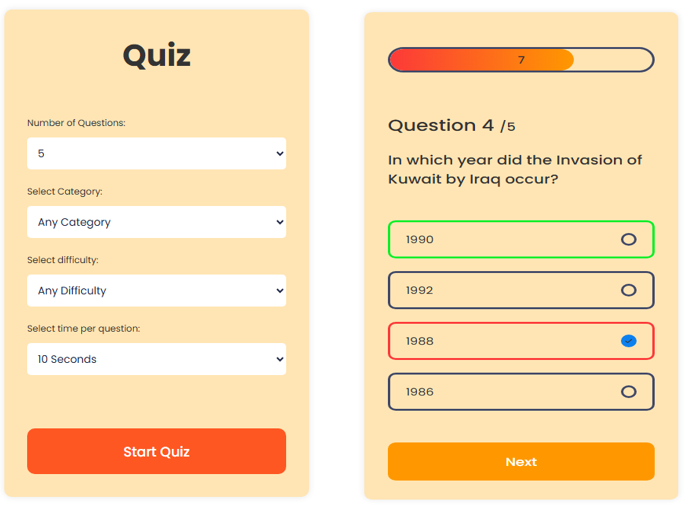 Quiz
Number of Questions:
5
Select Category:
Any Category
Select difficulty:
Any Difficulty
Select time per question:
10 Seconds
Start Quiz
7
Question 4 /5
In which year did the Invasion of
Kuwait by Iraq occur?
1990
1992
1988
1986
Next